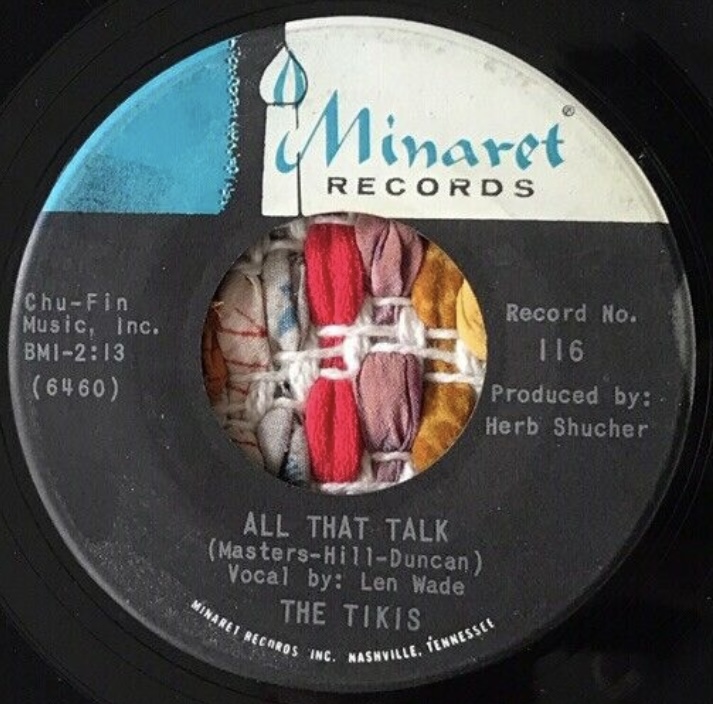 Minaret®
RECORDS
Chu-Fin
Music, Inc.
BMI-2:13
(6460)
Record No.
116
Produced by:
Herb Shucher
ALL THAT TALK
(Masters-Hill-Duncan)
Vocal by: Len Wade
THE TIKIS
MINARET RECORDS INC. NASHVILLE, TENNESSEE